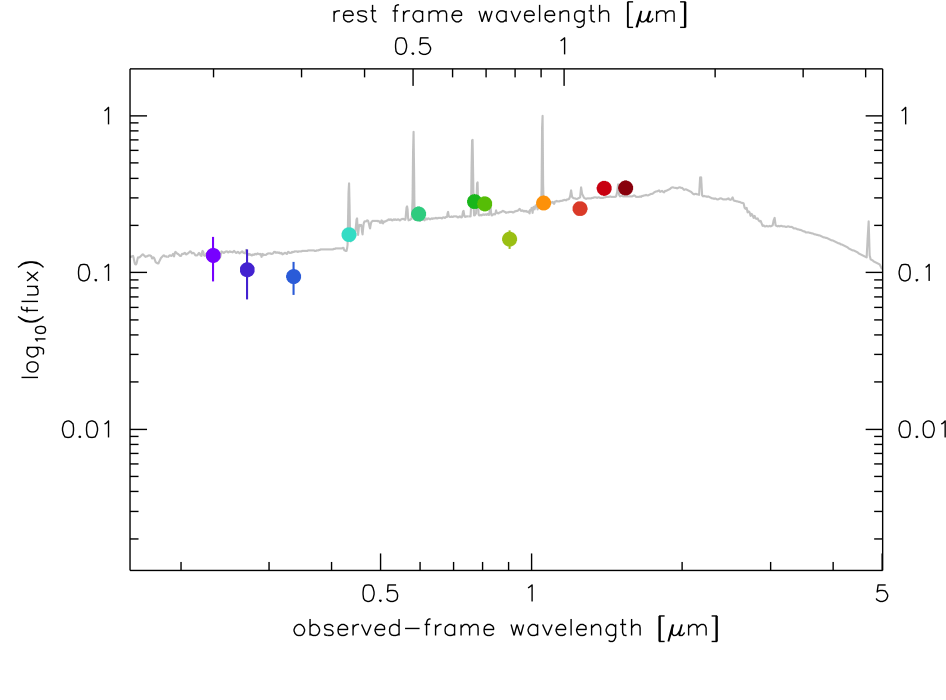 rest frame wavelength [μm]
0.5 1
1 1
0.1 0.1
log10(flux)
0.01 0.01
0.5 1 5
observed-frame wavelength [μm]